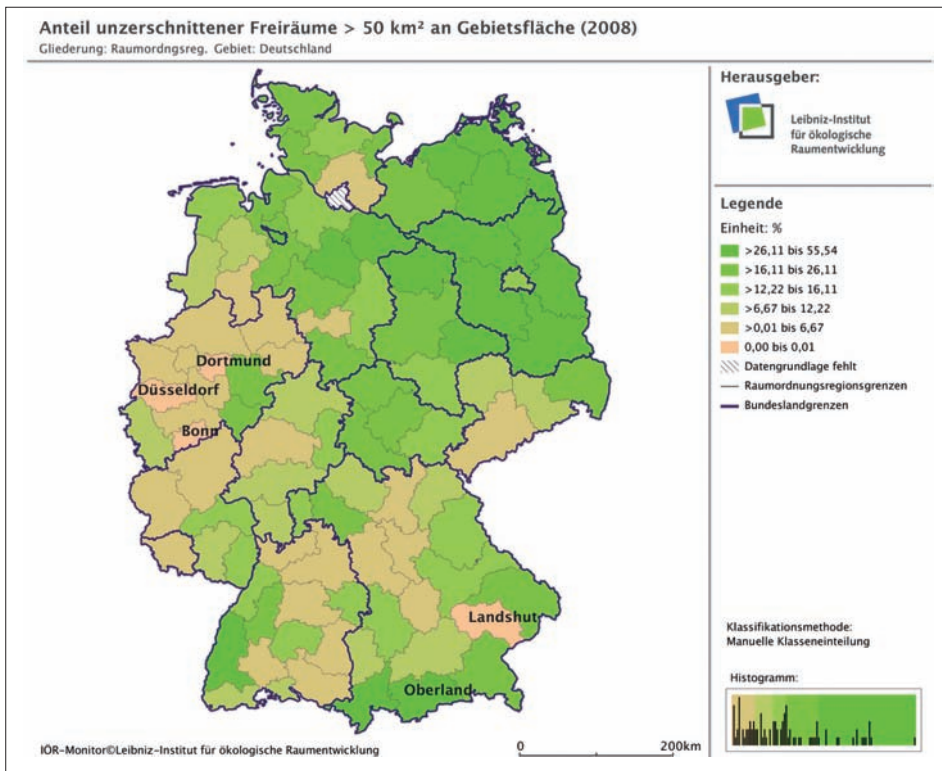 Anteil unzerschnittener Freiräume > 50 km² an Gebietsfläche (2008)
Gliederung: Raumordngsreg. Gebiet: Deutschland
Herausgeber:
Leibniz-Institut
für ökologische
Raumentwicklung
Legende
Einheit: %
>26,11 bis 55,54
>16,11 bis 26,11
>12,22 bis 16,11
>6,67 bis 12,22
>0,01 bis 6,67
0,00 bis 0,01
Datengrundlage fehlt
Raumordnungsregionsgrenzen
Bundeslandgrenzen
Dortmund
Düsseldorf
Bonn
Landshut
Oberland
Klassifikationsmethode:
Manuelle Klasseneinteilung
Histogramm:
IÖR-Monitor©Leibniz-Institut für ökologische Raumentwicklung
0 200km